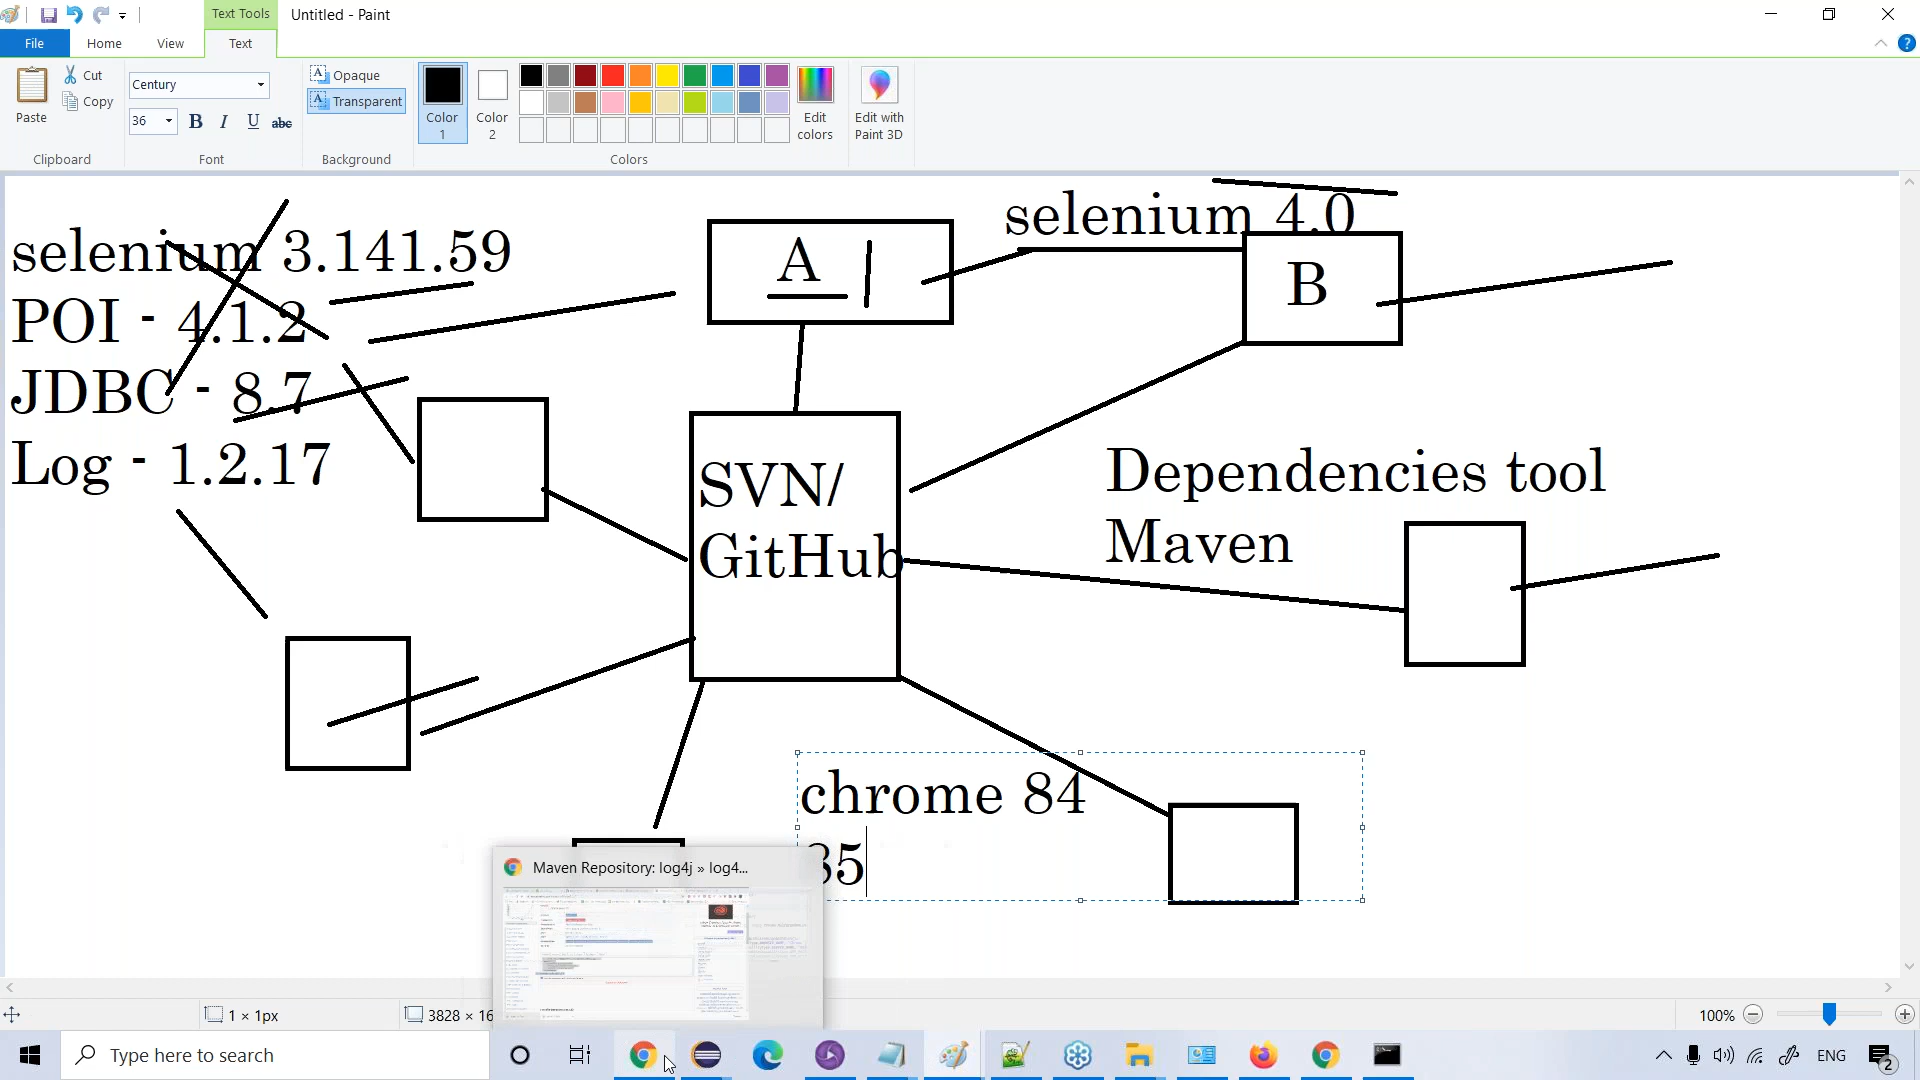 Text Tools
Untitled - Paint
File
Home
View
Text
Paste
Cut
Copy
Clipboard
Century
36
B I U abc
Font
Opaque
Transparent
Background
Color 1
Color 2
Edit colors
Colors
Edit with Paint 3D
selenium 3.141.59
POI - 4.1.2
JDBC - 8.7
Log - 1.2.17
A
selenium 4.0
B
SVN/
GitHub
Dependencies tool
Maven
chrome 84
85
Maven Repository: log4j » log4...
1 × 1px
3828 × 16
100%
Type here to search
ENG
2